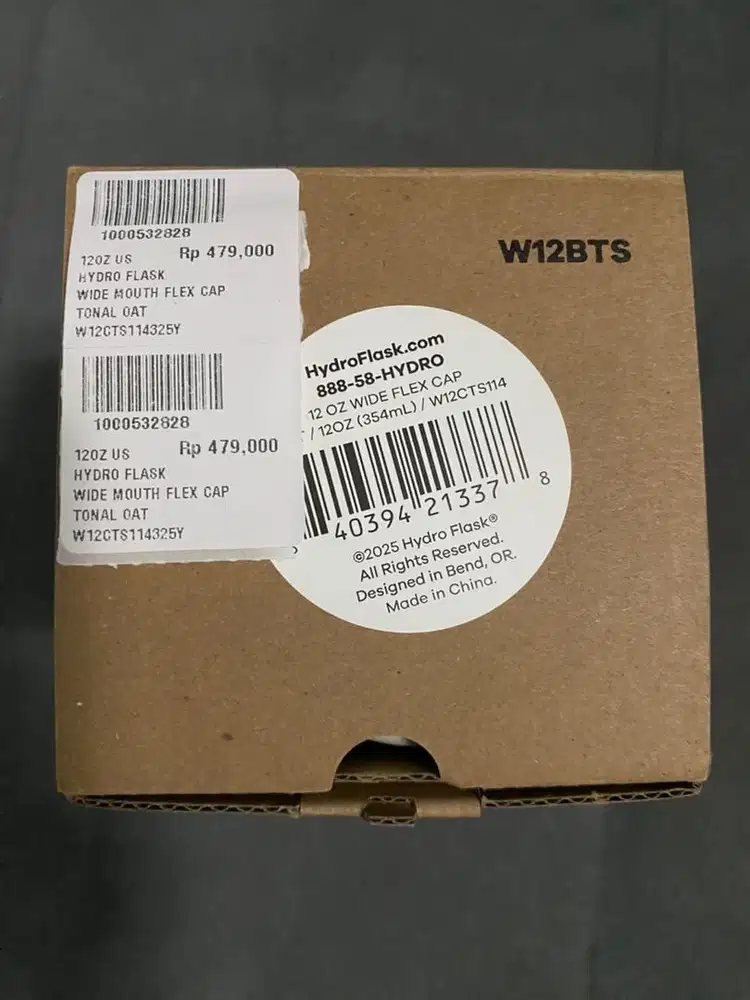 1000532828
12OZ US Rp 479,000
HYDRO FLASK
WIDE MOUTH FLEX CAP
TONAL OAT
W12CTS114325Y
1000532828
12OZ US Rp 479,000
HYDRO FLASK
WIDE MOUTH FLEX CAP
TONAL OAT
W12CTS114325Y
W12BTS
HydroFlask.com
888-58-HYDRO
12 OZ WIDE FLEX CAP
/ 12OZ (354mL) / W12CTS114
40394 21337 8
©2025 Hydro Flask®
All Rights Reserved.
Designed in Bend, OR.
Made in China.